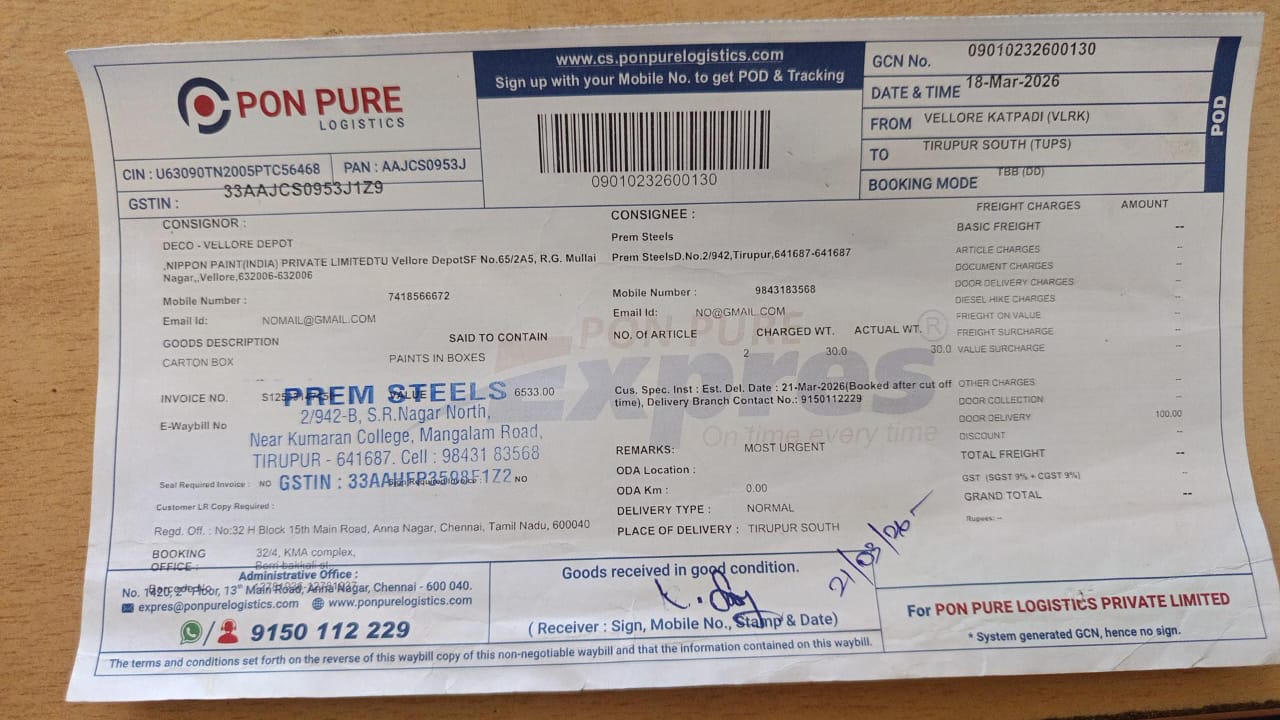 PON PURE
LOGISTICS
CIN : U63090TN2005PTC56468
PAN : AAJCS0953J
GSTIN :
33AAJCS0953J1Z9
www.cs.ponpurelogistics.com
Sign up with your Mobile No. to get POD & Tracking
09010232600130
GCN No. 09010232600130
DATE & TIME 18-Mar-2026
FROM VELLORE KATPADI (VLRK)
TO TIRUPUR SOUTH (TUPS)
BOOKING MODE TBB (DD)
POD
CONSIGNOR :
DECO - VELLORE DEPOT
,NIPPON PAINT(INDIA) PRIVATE LIMITEDTU Vellore DepotSF No.65/2A5, R.G. Mullai
Nagar,,Vellore,632006-632006
Mobile Number : 7418566672
Email Id: NOMAIL@GMAIL.COM
GOODS DESCRIPTION SAID TO CONTAIN
CARTON BOX PAINTS IN BOXES
CONSIGNEE :
Prem Steels
Prem SteelsD.No.2/942,Tirupur,641687-641687
Mobile Number : 9843183568
Email Id: NO@GMAIL.COM
NO. Of ARTICLE CHARGED WT. ACTUAL WT.
2 30.0 30.0
PON PURE
Expres
On time every time
®
INVOICE NO. VALUE 6533.00
E-Waybill No
PREM STEELS
2/942-B, S.R.Nagar North,
Near Kumaran College, Mangalam Road,
TIRUPUR - 641687. Cell : 98431 83568
GSTIN : 33AAUFP3508F1Z2
Seal Required Invoice : NO Sign Required Invoice : NO
Customer LR Copy Required :
Regd. Off. : No:32 H Block 15th Main Road, Anna Nagar, Chennai, Tamil Nadu, 600040
BOOKING 32/4, KMA complex,
OFFICE :
Cus. Spec. Inst : Est. Del. Date : 21-Mar-2026(Booked after cut off
time), Delivery Branch Contact No.: 9150112229
REMARKS: MOST URGENT
ODA Location :
ODA Km : 0.00
DELIVERY TYPE : NORMAL
PLACE OF DELIVERY : TIRUPUR SOUTH
FREIGHT CHARGES AMOUNT
BASIC FREIGHT --
ARTICLE CHARGES --
DOCUMENT CHARGES --
DOOR DELIVERY CHARGES --
DIESEL HIKE CHARGES --
FRIEGHT ON VALUE --
FREIGHT SURCHARGE --
VALUE SURCHARGE --
OTHER CHARGES --
DOOR COLLECTION --
DOOR DELIVERY 100.00
DISCOUNT --
TOTAL FREIGHT --
GST (SGST 9% + CGST 9%) --
GRAND TOTAL --
Rupees: --
Administrative Office :
No. 1420, 2nd Floor, 13th Main Road, Anna Nagar, Chennai - 600 040.
expres@ponpurelogistics.com www.ponpurelogistics.com
9150 112 229
Goods received in good condition.
21/03/26
( Receiver : Sign, Mobile No., Stamp & Date)
For PON PURE LOGISTICS PRIVATE LIMITED
* System generated GCN, hence no sign.
The terms and conditions set forth on the reverse of this waybill copy of this non-negotiable waybill and that the information contained on this waybill.